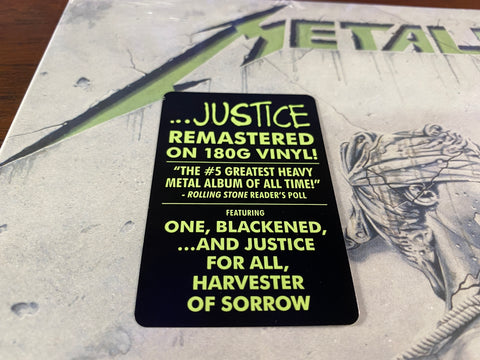 METAL
...JUSTICE
REMASTERED
ON 180G VINYL!
"THE #5 GREATEST HEAVY
METAL ALBUM OF ALL TIME!"
- ROLLING STONE READER'S POLL
FEATURING
ONE, BLACKENED,
...AND JUSTICE
FOR ALL,
HARVESTER
OF SORROW